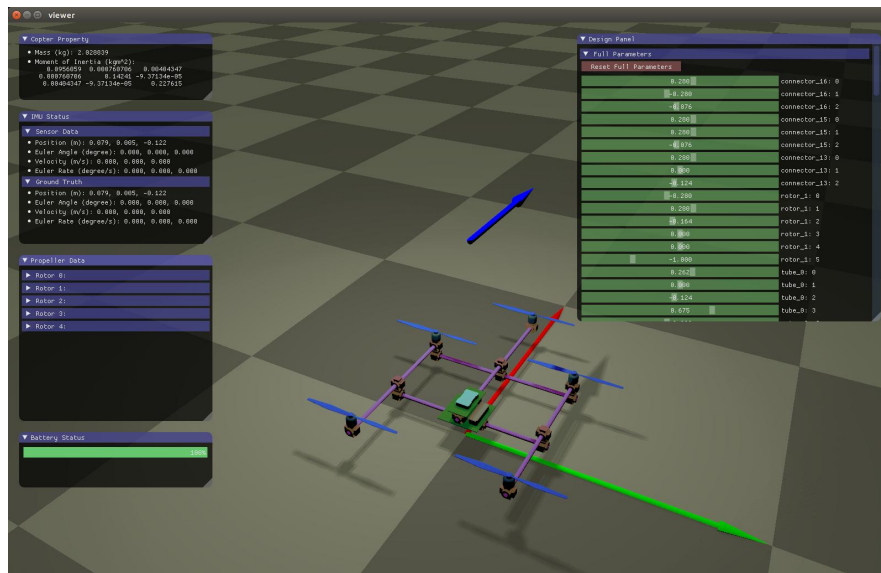 viewer
Copter Property
Mass (kg): 2.020839
Moment of Inertia (kgm^2):
0.0956059 0.000760706 0.00404347
0.000760706 0.14241 -9.37134e-05
0.00404347 -9.37134e-05 0.227615
IMU Status
Sensor Data
Position (m): 0.079, 0.005, -0.122
Euler Angle (degree): 0.000, 0.000, 0.000
Velocity (m/s): 0.000, 0.000, 0.000
Euler Rate (degree/s): 0.000, 0.000, 0.000
Ground Truth
Position (m): 0.079, 0.005, -0.122
Euler Angle (degree): 0.000, 0.000, 0.000
Velocity (m/s): 0.000, 0.000, 0.000
Euler Rate (degree/s): 0.000, 0.000, 0.000
Propeller Data
Rotor 0:
Rotor 1:
Rotor 2:
Rotor 3:
Rotor 4:
Battery Status
100%
Design Panel
Full Parameters
Reset Full Parameters
0.280 connector_16: 0
-0.280 connector_16: 1
-0.076 connector_16: 2
0.280 connector_15: 0
0.280 connector_15: 1
-0.076 connector_15: 2
0.280 connector_13: 0
0.000 connector_13: 1
-0.124 connector_13: 2
-0.280 rotor_1: 0
0.280 rotor_1: 1
-0.164 rotor_1: 2
0.000 rotor_1: 3
0.000 rotor_1: 4
-1.000 rotor_1: 5
0.262 tube_0: 0
0.000 tube_0: 1
-0.124 tube_0: 2
0.675 tube_0: 3